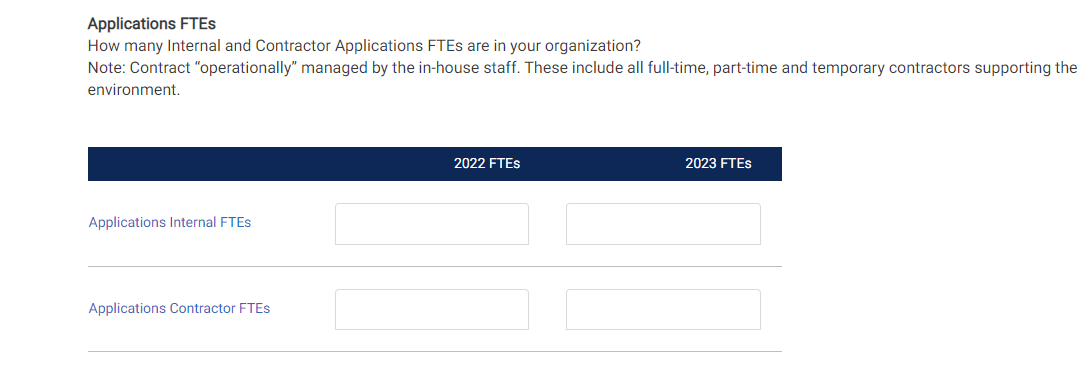 Applications FTEs
How many Internal and Contractor Applications FTEs are in your organization?
Note: Contract “operationally” managed by the in-house staff. These include all full-time, part-time and temporary contractors supporting the
environment.
2022 FTEs 2023 FTEs
Applications Internal FTEs
Applications Contractor FTEs